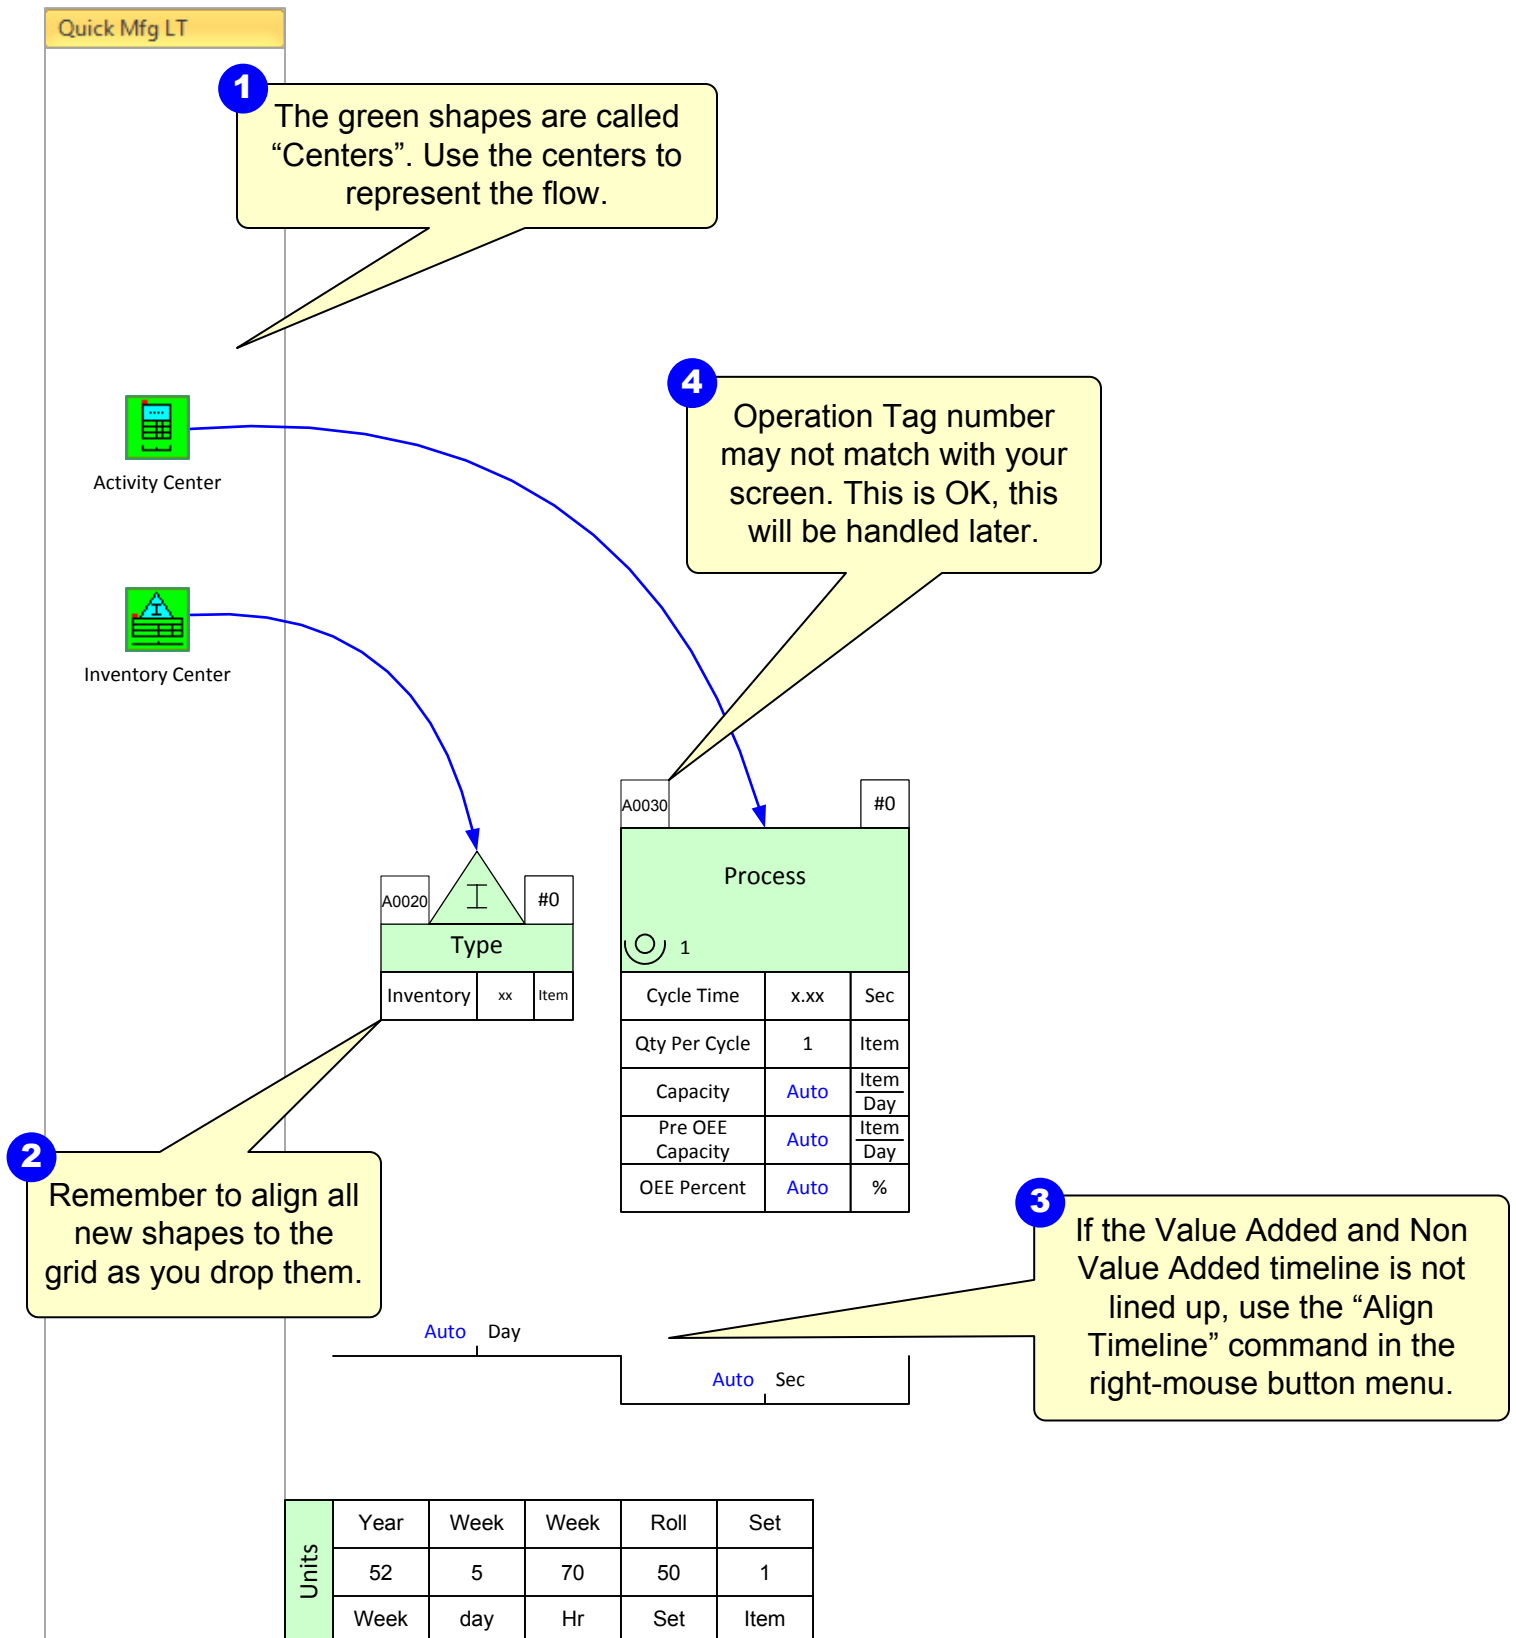 Quick Mfg LT
1
The green shapes are called
“Centers”. Use the centers to
represent the flow.
Activity Center
Inventory Center
4
Operation Tag number
may not match with your
screen. This is OK, this
will be handled later.
A0030
#0
Process
1
Cycle Time x.xx Sec
Qty Per Cycle 1 Item
Capacity Auto Item
Day
Pre OEE
Capacity Auto Item
Day
OEE Percent Auto %
A0020
I
#0
Type
Inventory xx Item
2
Remember to align all
new shapes to the
grid as you drop them.
3
If the Value Added and Non
Value Added timeline is not
lined up, use the “Align
Timeline” command in the
right-mouse button menu.
Auto Day
Auto Sec
Units
Year Week Week Roll Set
52 5 70 50 1
Week day Hr Set Item